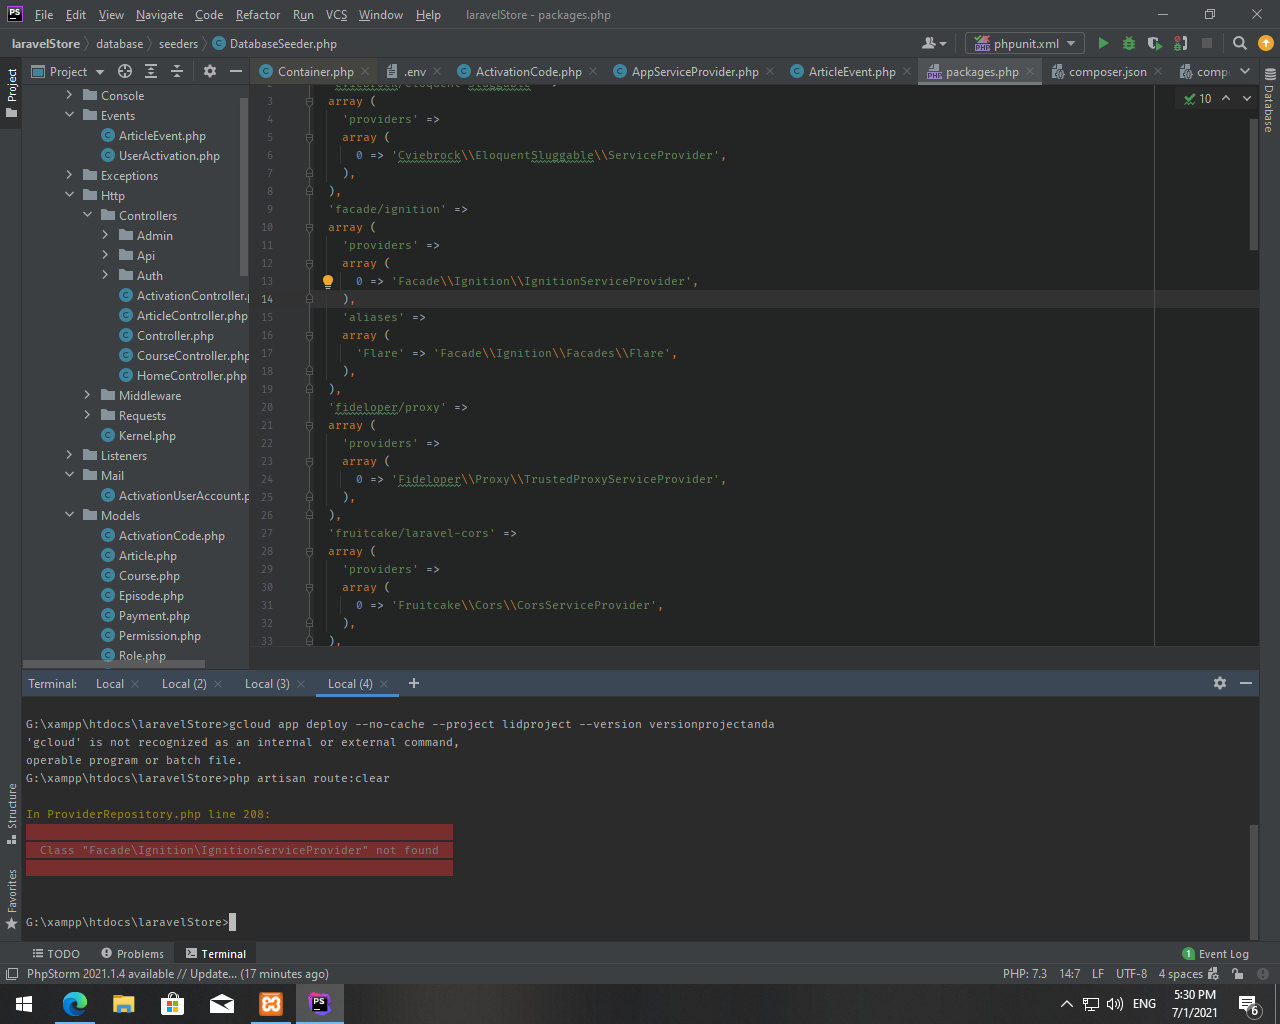 PS File Edit View Navigate Code Refactor Run VCS Window Help laravelStore - packages.php
laravelStore database seeders DatabaseSeeder.php phpunit.xml
Project Container.php .env ActivationCode.php AppServiceProvider.php ArticleEvent.php packages.php composer.json comp
Project
Database
Console
Events
ArticleEvent.php
UserActivation.php
Exceptions
Http
Controllers
Admin
Api
Auth
ActivationController.
ArticleController.php
Controller.php
CourseController.php
HomeController.php
Middleware
Requests
Kernel.php
Listeners
Mail
ActivationUserAccount.p
Models
ActivationCode.php
Article.php
Course.php
Episode.php
Payment.php
Permission.php
Role.php
10
3 array (
4 'providers' =>
5 array (
6 0 => 'Cviebrock\\EloquentSluggable\\ServiceProvider',
7 ),
8 ),
9 'facade/ignition' =>
10 array (
11 'providers' =>
12 array (
13 0 => 'Facade\\Ignition\\IgnitionServiceProvider',
14 ),
15 'aliases' =>
16 array (
17 'Flare' => 'Facade\\Ignition\\Facades\\Flare',
18 ),
19 ),
20 'fideloper/proxy' =>
21 array (
22 'providers' =>
23 array (
24 0 => 'Fideloper\\Proxy\\TrustedProxyServiceProvider',
25 ),
26 ),
27 'fruitcake/laravel-cors' =>
28 array (
29 'providers' =>
30 array (
31 0 => 'Fruitcake\\Cors\\CorsServiceProvider',
32 ),
33 ),
Terminal: Local Local (2) Local (3) Local (4)
G:\xampp\htdocs\laravelStore>gcloud app deploy --no-cache --project lidproject --version versionprojectanda
'gcloud' is not recognized as an internal or external command,
operable program or batch file.
G:\xampp\htdocs\laravelStore>php artisan route:clear
In ProviderRepository.php line 208:
Class "Facade\Ignition\IgnitionServiceProvider" not found
G:\xampp\htdocs\laravelStore>
Structure
Favorites
TODO Problems Terminal 1 Event Log
PhpStorm 2021.1.4 available // Update... (17 minutes ago) PHP: 7.3 14:7 LF UTF-8 4 spaces
PS ENG 5:30 PM
7/1/2021 6